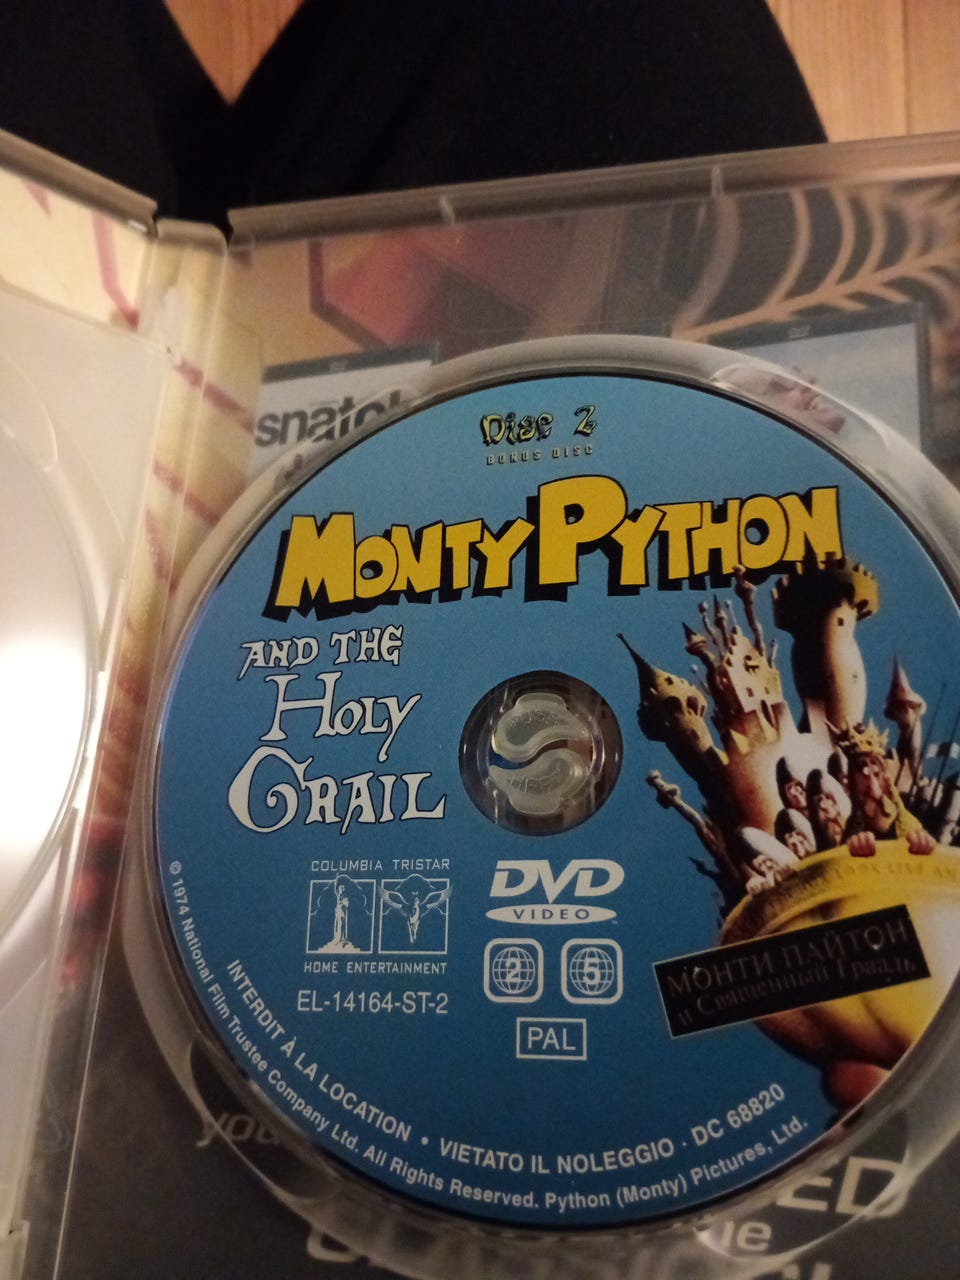 snatch
Disc 2
BONUS DISC
MONTY PYTHON
AND THE
HOLY
GRAIL
COLUMBIA TRISTAR
HOME ENTERTAINMENT
EL-14164-ST-2
DVD
VIDEO
2 5
PAL
МОНТИ ПАЙТОН
и Священный Грааль
INTERDIT À LA LOCATION • VIETATO IL NOLEGGIO · DC 68820
© 1974 National Film Trustee Company Ltd. All Rights Reserved. Python (Monty) Pictures, Ltd.